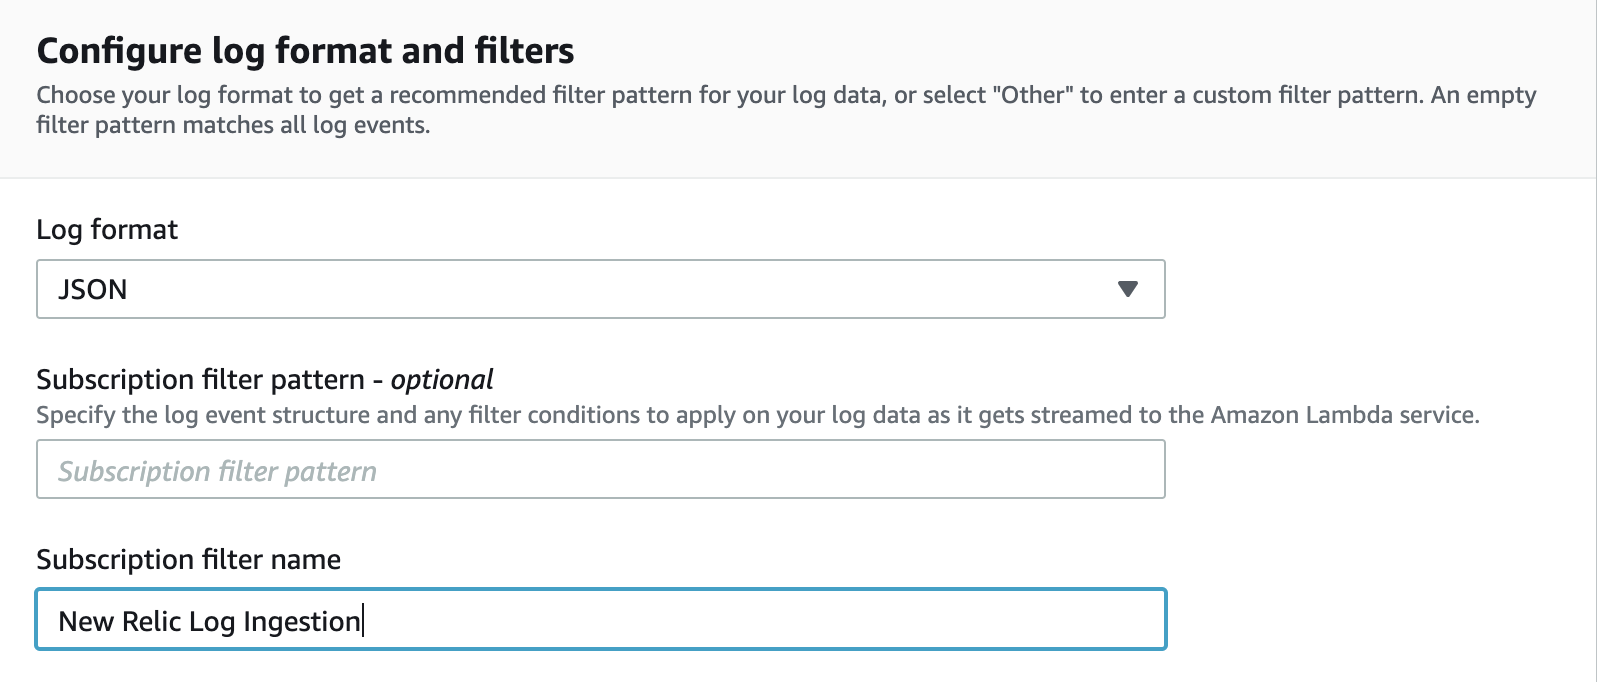 Configure log format and filters
Choose your log format to get a recommended filter pattern for your log data, or select "Other" to enter a custom filter pattern. An empty
filter pattern matches all log events.
Log format
JSON
Subscription filter pattern - optional
Specify the log event structure and any filter conditions to apply on your log data as it gets streamed to the Amazon Lambda service.
Subscription filter pattern
Subscription filter name
New Relic Log Ingestion